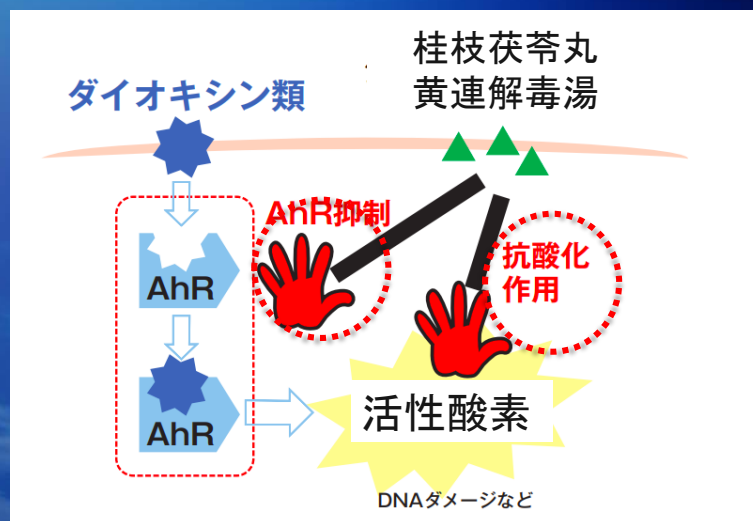 桂枝茯苓丸
黄連解毒湯
ダイオキシン類
AhR抑制
AhR
抗酸化
作用
AhR
活性酸素
DNAダメージなど